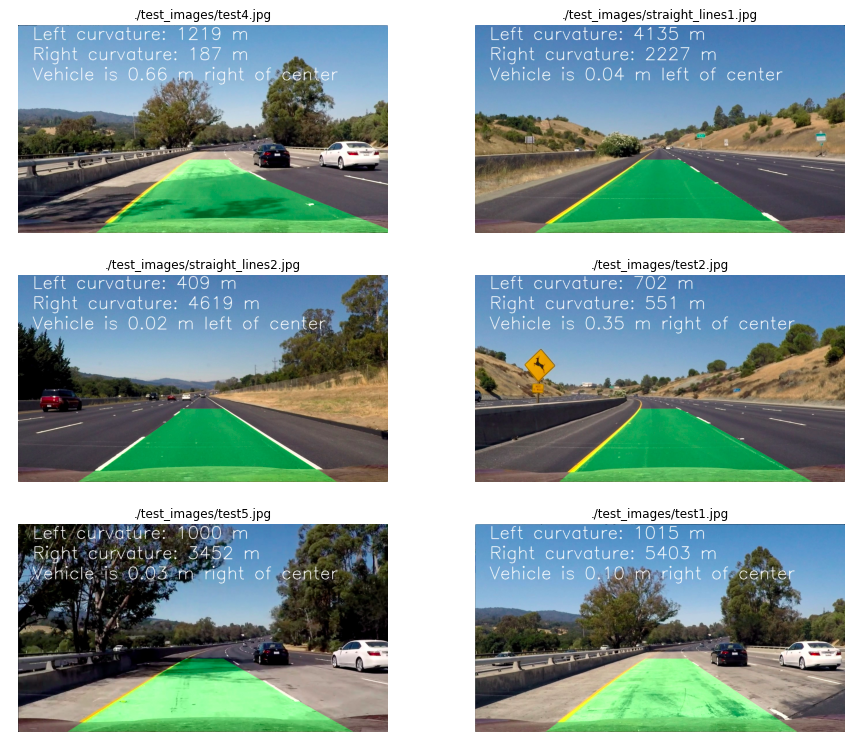 ./test_images/test4.jpg
Left curvature: 1219 m
Right curvature: 187 m
Vehicle is 0.66 m right of center
./test_images/straight_lines1.jpg
Left curvature: 4135 m
Right curvature: 2227 m
Vehicle is 0.04 m left of center
./test_images/straight_lines2.jpg
Left curvature: 409 m
Right curvature: 4619 m
Vehicle is 0.02 m left of center
./test_images/test2.jpg
Left curvature: 702 m
Right curvature: 551 m
Vehicle is 0.35 m right of center
./test_images/test5.jpg
Left curvature: 1000 m
Right curvature: 3452 m
Vehicle is 0.03 m right of center
./test_images/test1.jpg
Left curvature: 1015 m
Right curvature: 5403 m
Vehicle is 0.10 m right of center